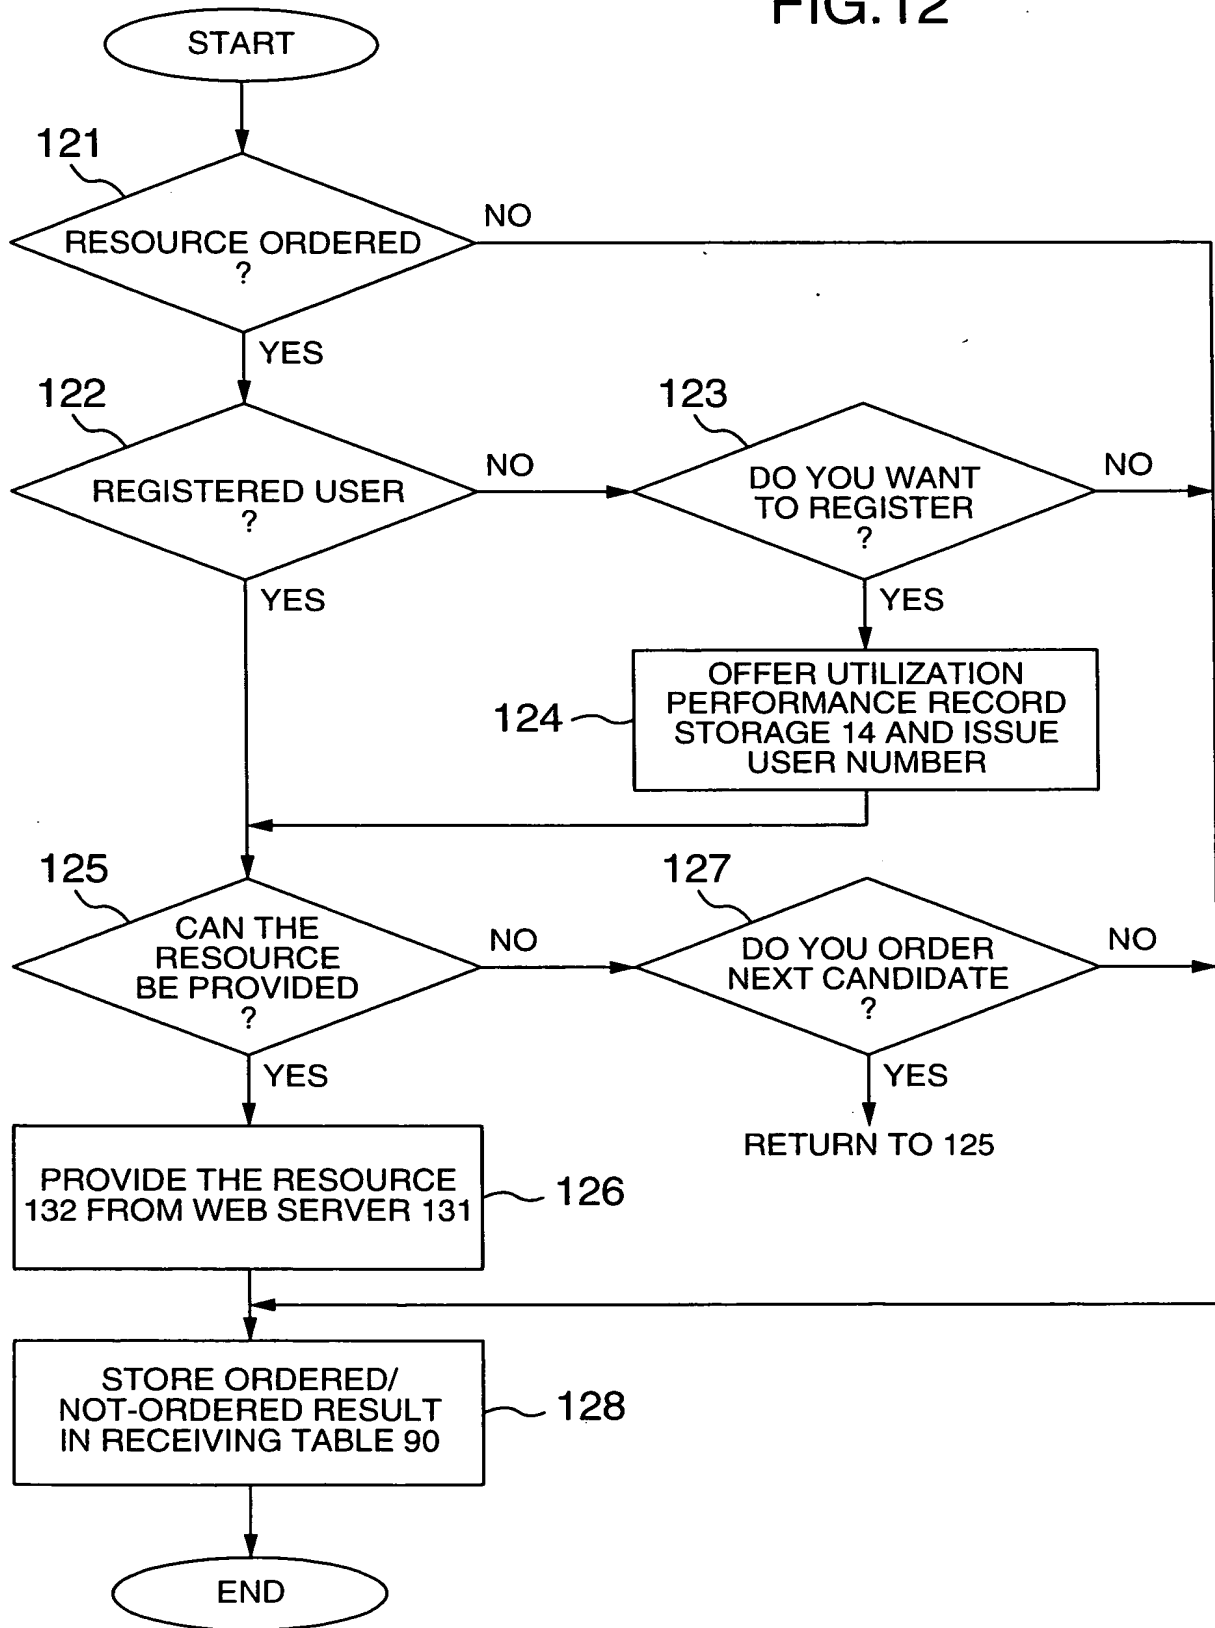 FIG.12
START
121
RESOURCE ORDERED
?
NO
YES
122
REGISTERED USER
?
NO
YES
123
DO YOU WANT
TO REGISTER
?
NO
YES
124
OFFER UTILIZATION
PERFORMANCE RECORD
STORAGE 14 AND ISSUE
USER NUMBER
125
CAN THE
RESOURCE
BE PROVIDED
?
NO
YES
127
DO YOU ORDER
NEXT CANDIDATE
?
NO
YES
RETURN TO 125
PROVIDE THE RESOURCE
132 FROM WEB SERVER 131
126
STORE ORDERED/
NOT-ORDERED RESULT
IN RECEIVING TABLE 90
128
END